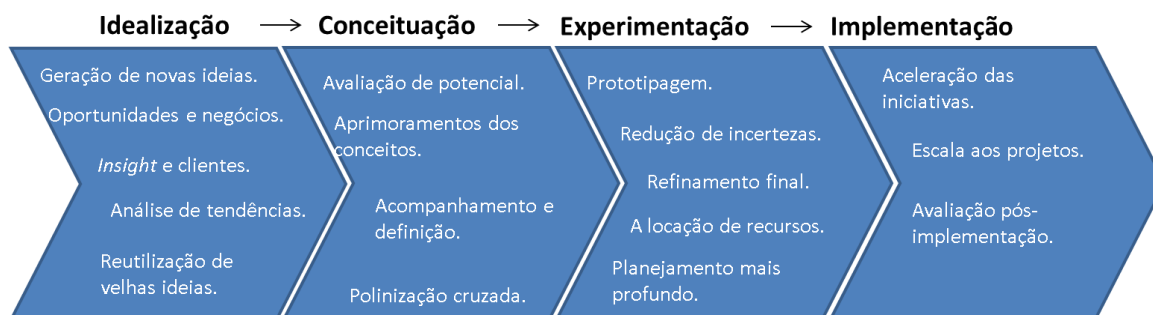 Idealização → Conceituação → Experimentação → Implementação
Geração de novas ideias.
Oportunidades e negócios.
Insight e clientes.
Análise de tendências.
Reutilização de
velhas ideias.
Avaliação de potencial.
Aprimoramentos dos
conceitos.
Acompanhamento e
definição.
Polinização cruzada.
Prototipagem.
Redução de incertezas.
Refinamento final.
A locação de recursos.
Planejamento mais
profundo.
Aceleração das
iniciativas.
Escala aos projetos.
Avaliação pós-
implementação.